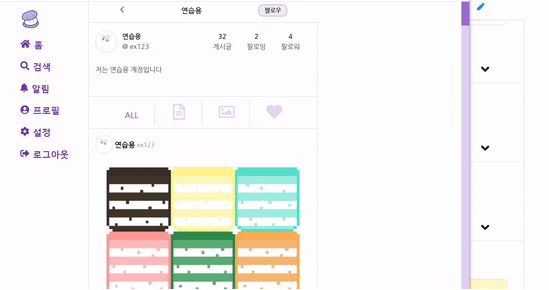 연습용
팔로우
홈
검색
알림
프로필
설정
로그아웃
연습용
@ ex123
32
게시글
2
팔로잉
4
팔로워
저는 연습용 계정입니다
ALL
연습용 ex123